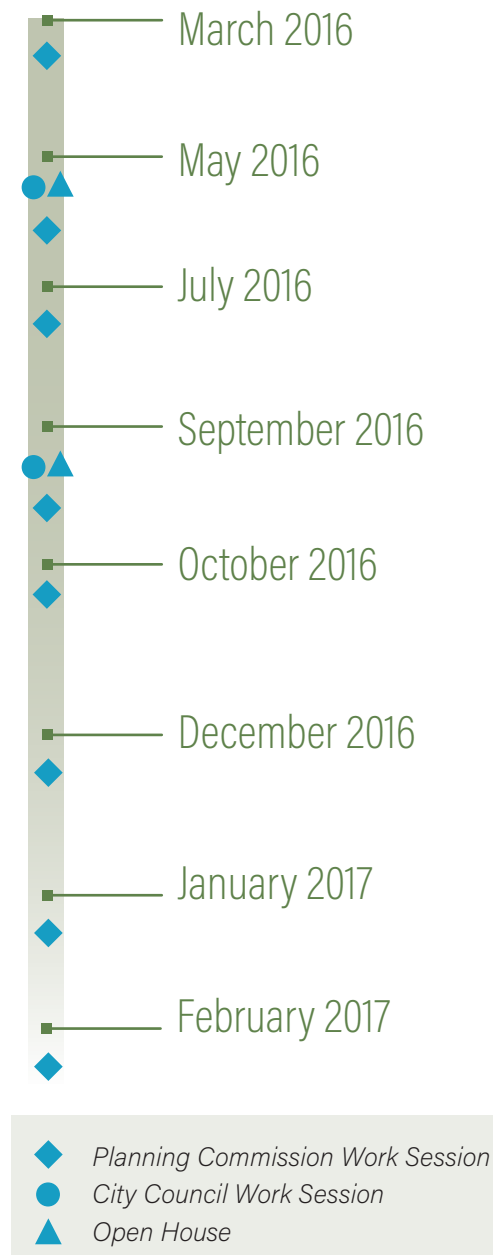 March 2016
May 2016
July 2016
September 2016
October 2016
December 2016
January 2017
February 2017
Planning Commission Work Session
City Council Work Session
Open House